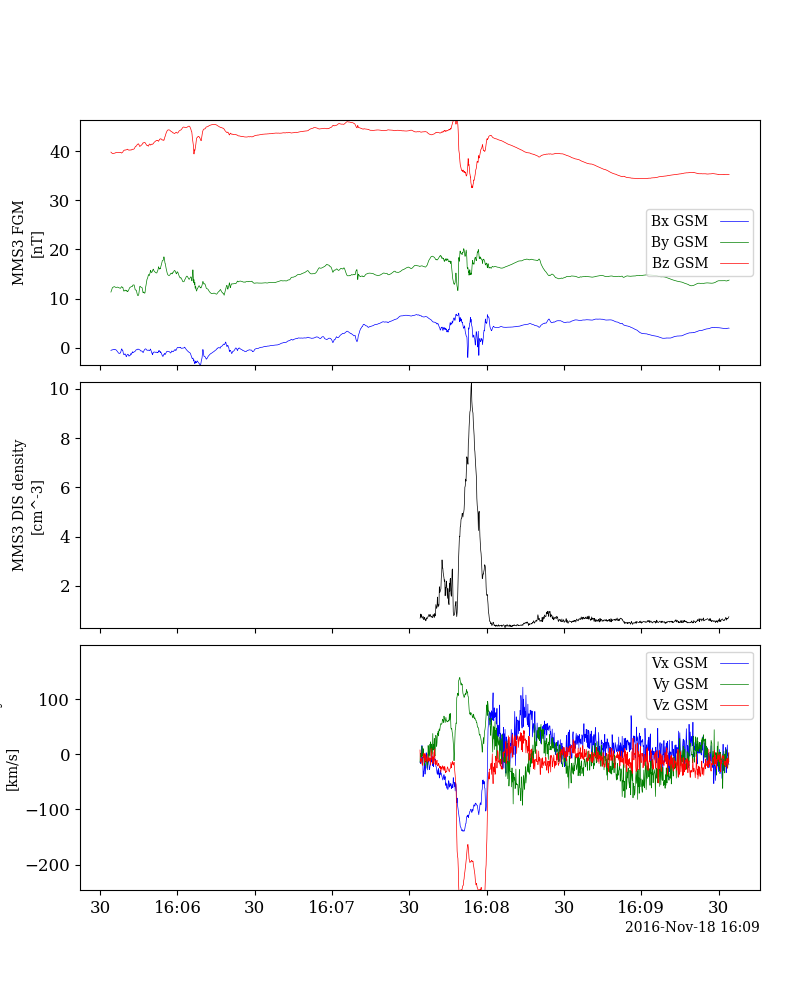 40
30
20
10
0
MMS3 FGM
[nT]
Bx GSM
By GSM
Bz GSM
10
8
6
4
2
MMS3 DIS density
[cm^-3]
100
0
−100
−200
[km/s]
Vx GSM
Vy GSM
Vz GSM
30 16:06 30 16:07 30 16:08 30 16:09 30
2016-Nov-18 16:09